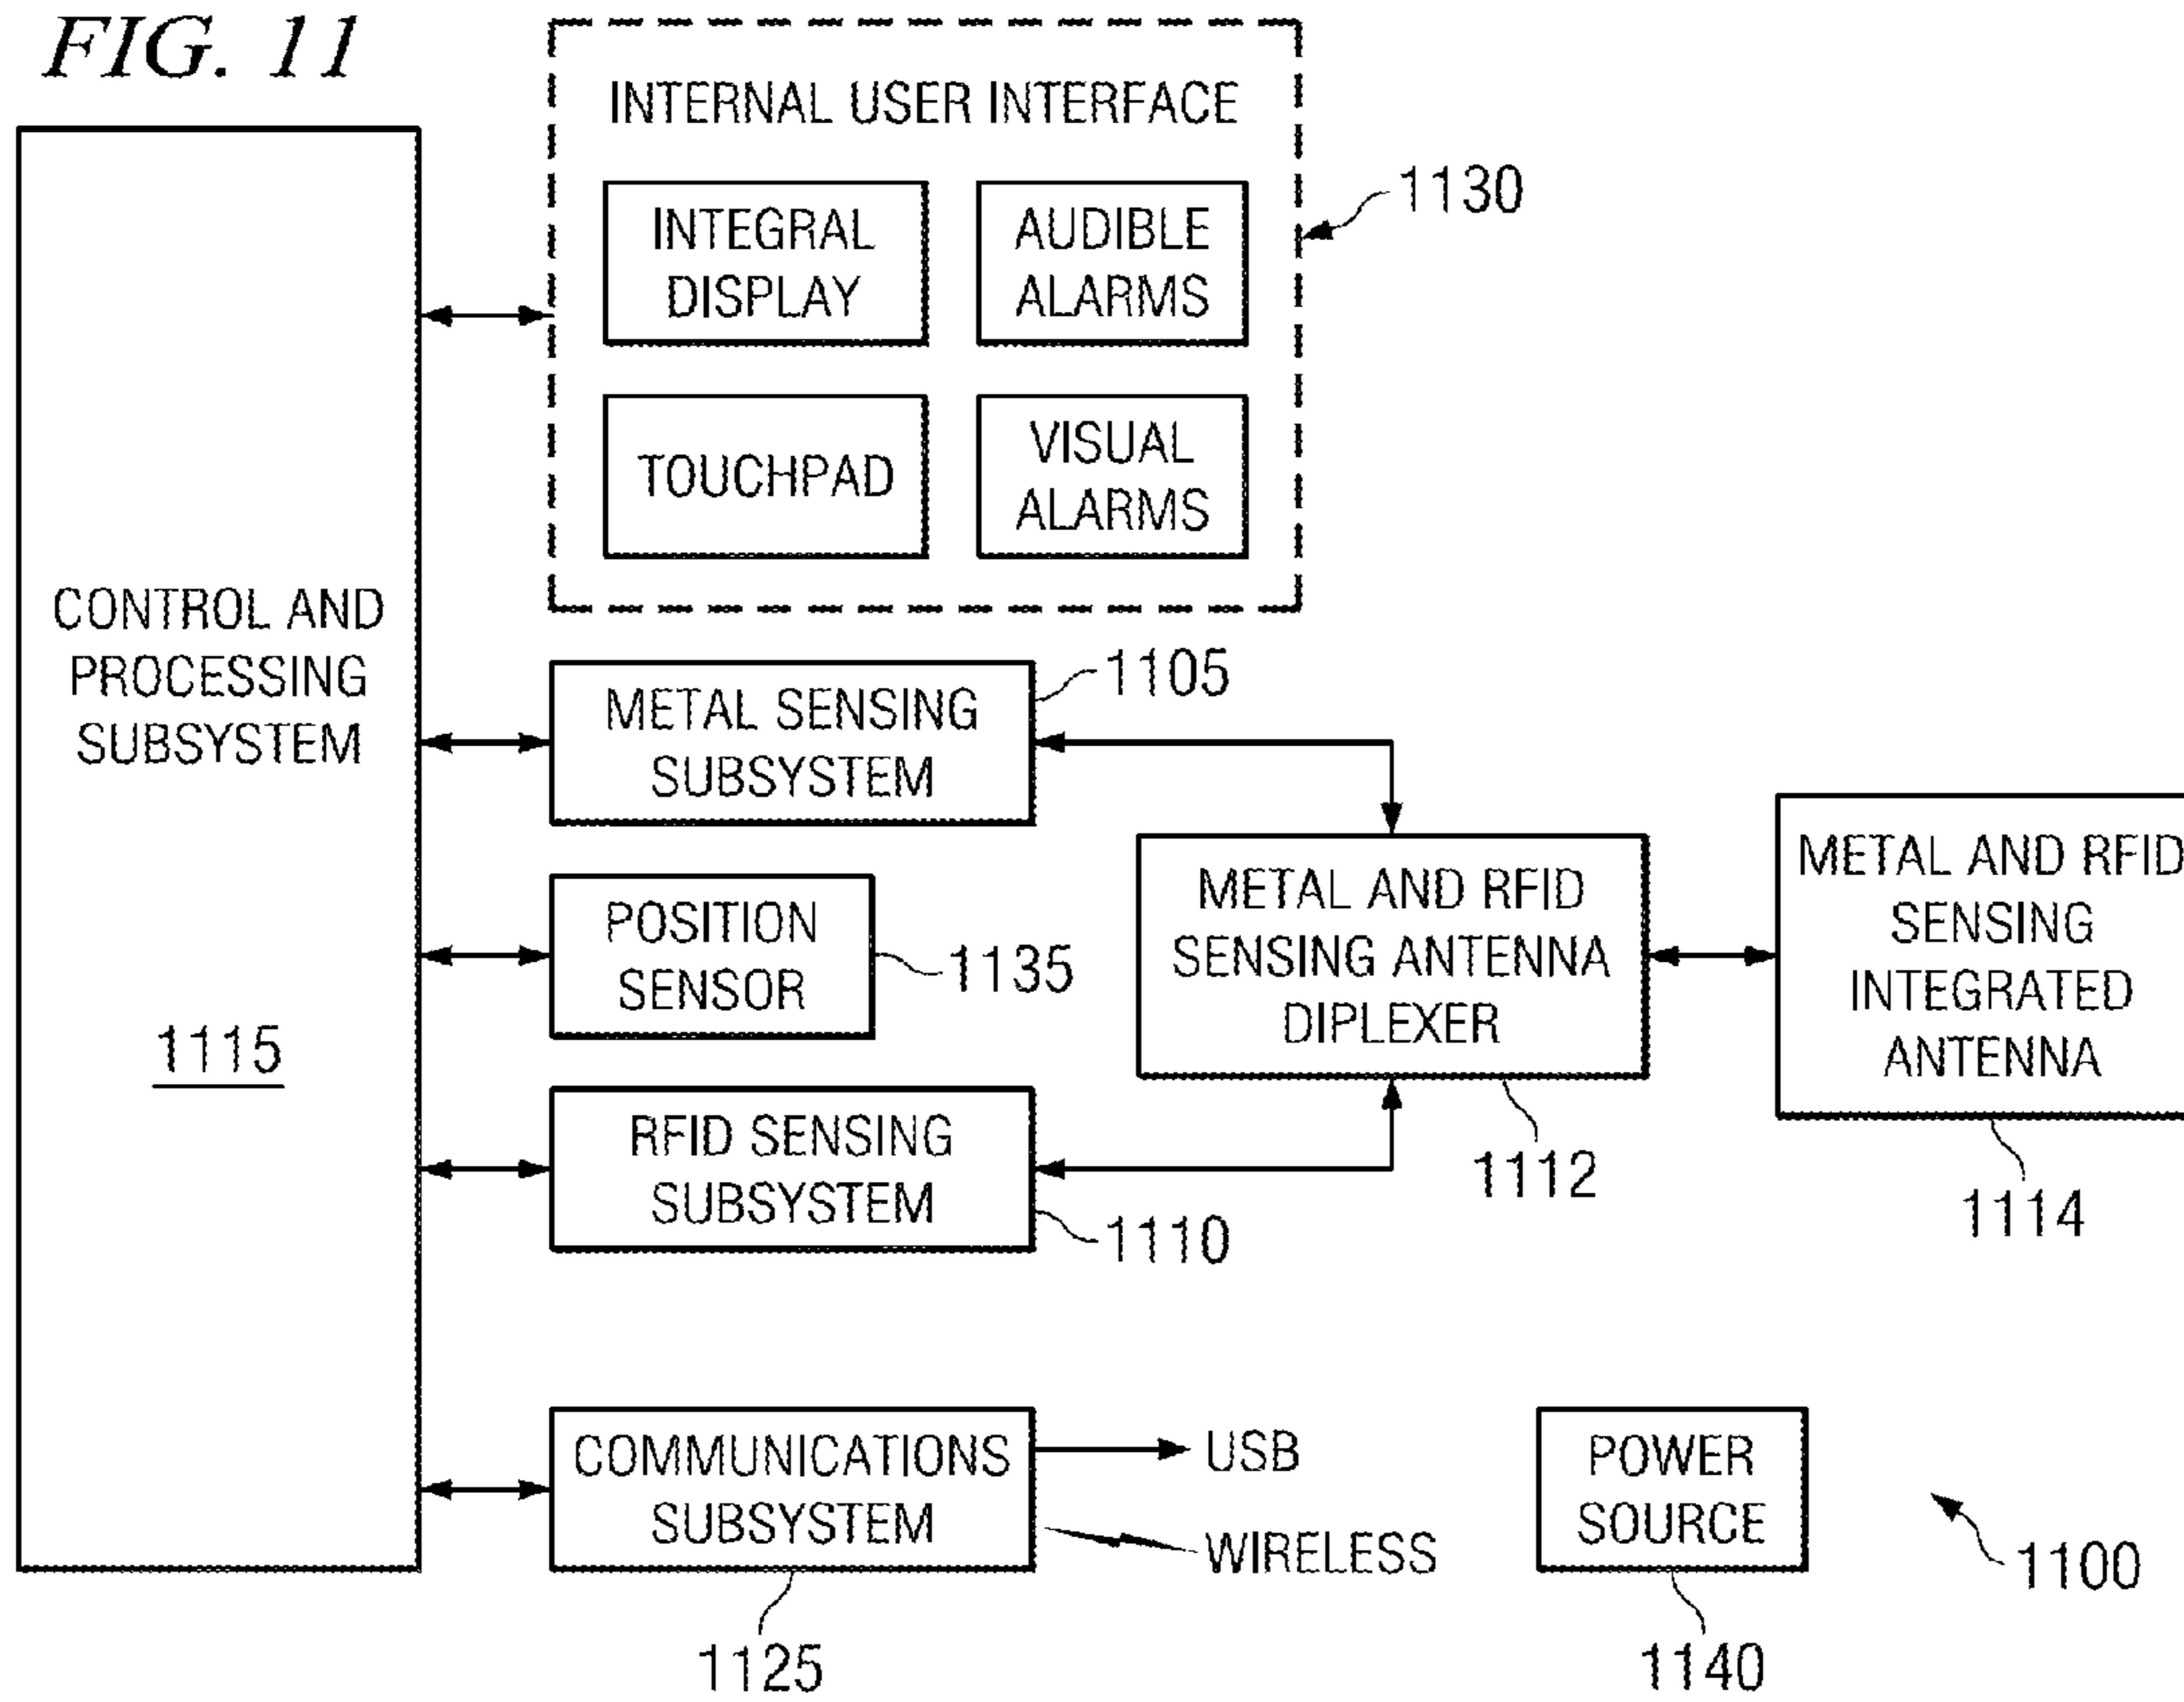 FIG. 11
INTERNAL USER INTERFACE
INTEGRAL
DISPLAY
AUDIBLE
ALARMS
1130
TOUCHPAD
VISUAL
ALARMS
CONTROL AND
PROCESSING
SUBSYSTEM
1115
METAL SENSING
SUBSYSTEM
1105
POSITION
SENSOR
1135
METAL AND RFID
SENSING ANTENNA
DIPLEXER
1112
METAL AND RFID
SENSING
INTEGRATED
ANTENNA
1114
RFID SENSING
SUBSYSTEM
1110
COMMUNICATIONS
SUBSYSTEM
USB
WIRELESS
1125
POWER
SOURCE
1140
1100